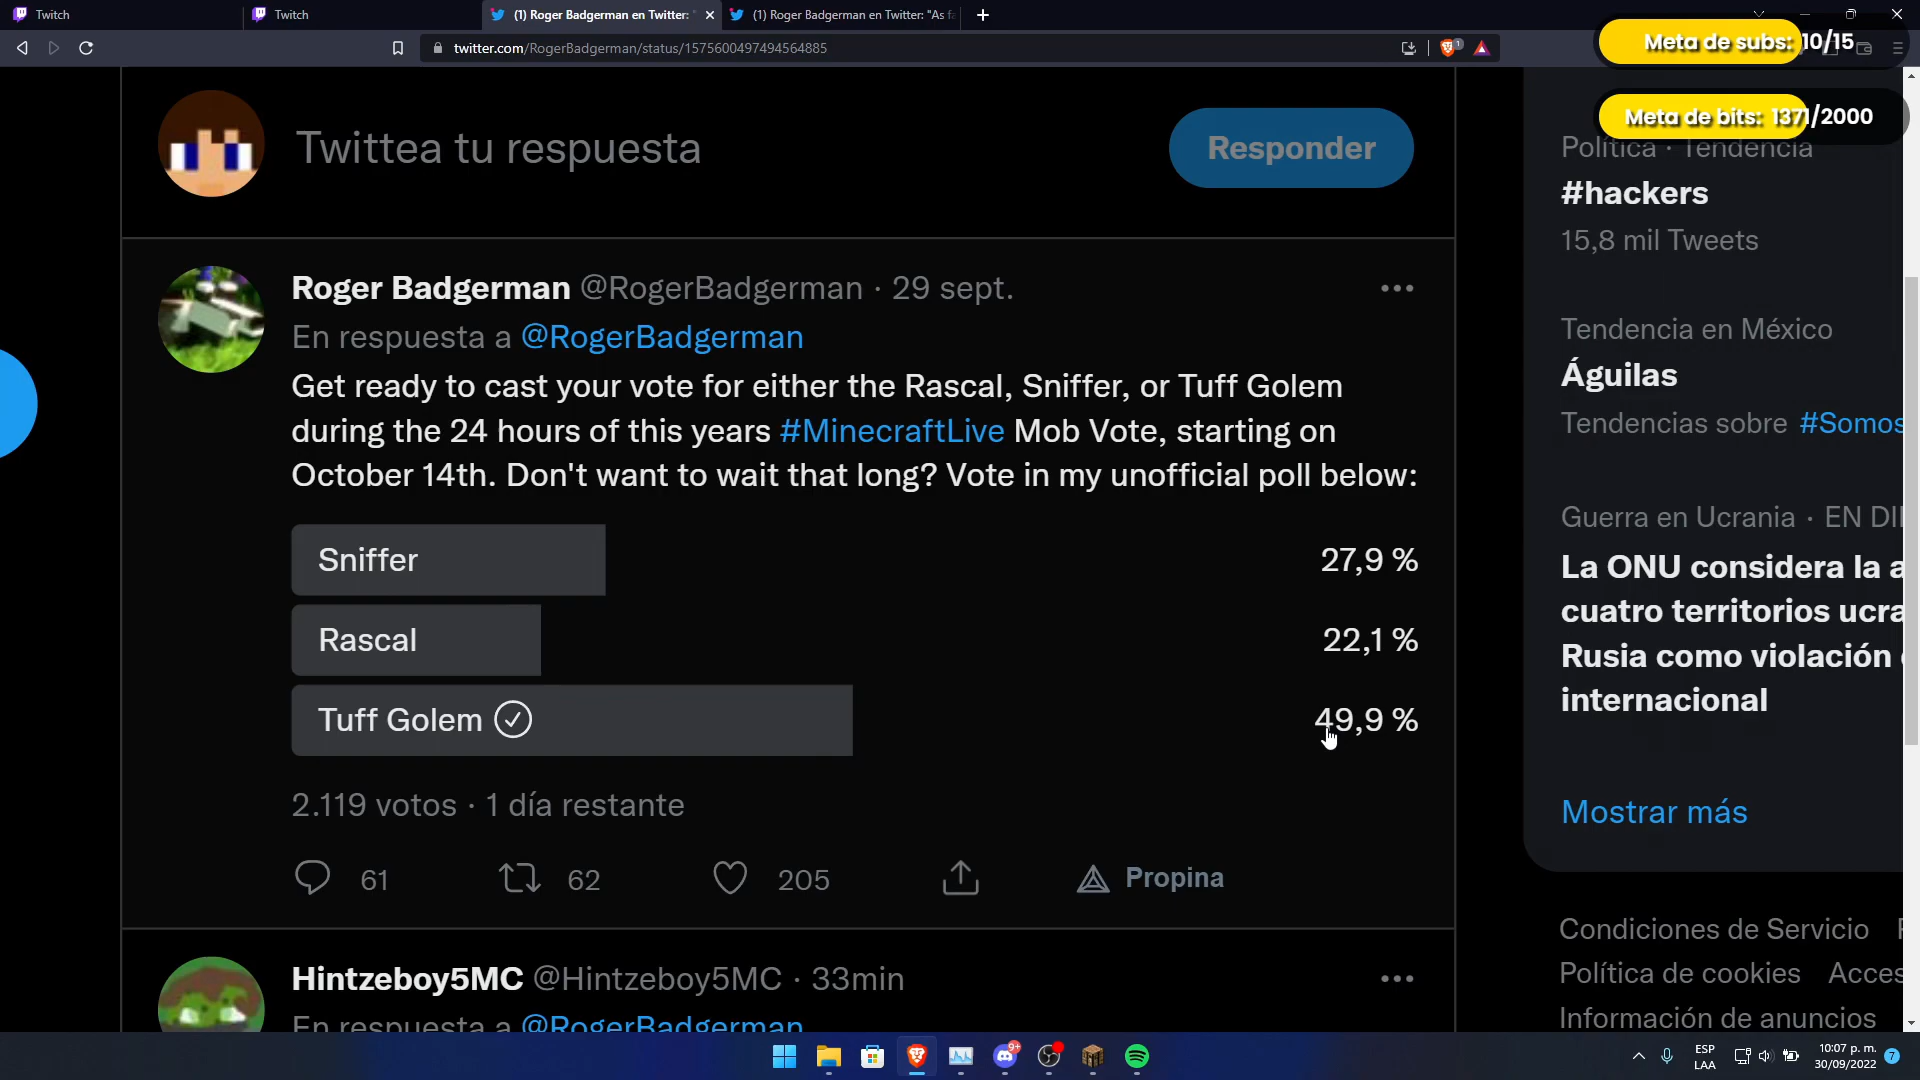 Twitch
Twitch
(1) Roger Badgerman en Twitter: "
(1) Roger Badgerman en Twitter: "As fa
twitter.com/RogerBadgerman/status/1575600497494564885
Meta de subs: 10/15
Meta de bits: 1371/2000
Twittea tu respuesta
Responder
Roger Badgerman @RogerBadgerman · 29 sept.
En respuesta a @RogerBadgerman
Get ready to cast your vote for either the Rascal, Sniffer, or Tuff Golem
during the 24 hours of this years #MinecraftLive Mob Vote, starting on
October 14th. Don't want to wait that long? Vote in my unofficial poll below:
Sniffer 27,9 %
Rascal 22,1 %
Tuff Golem 49,9 %
2.119 votos · 1 día restante
61 62 205 Propina
Hintzeboy5MC @Hintzeboy5MC · 33min
En respuesta a @RogerBadgerman
Política · Tendencia
#hackers
15,8 mil Tweets
Tendencia en México
Águilas
Tendencias sobre #Somos
Guerra en Ucrania · EN DI
La ONU considera la a
cuatro territorios ucra
Rusia como violación
internacional
Mostrar más
Condiciones de Servicio
Política de cookies Acces
Información de anuncios
9+
ESP
LAA
10:07 p. m.
30/09/2022
7